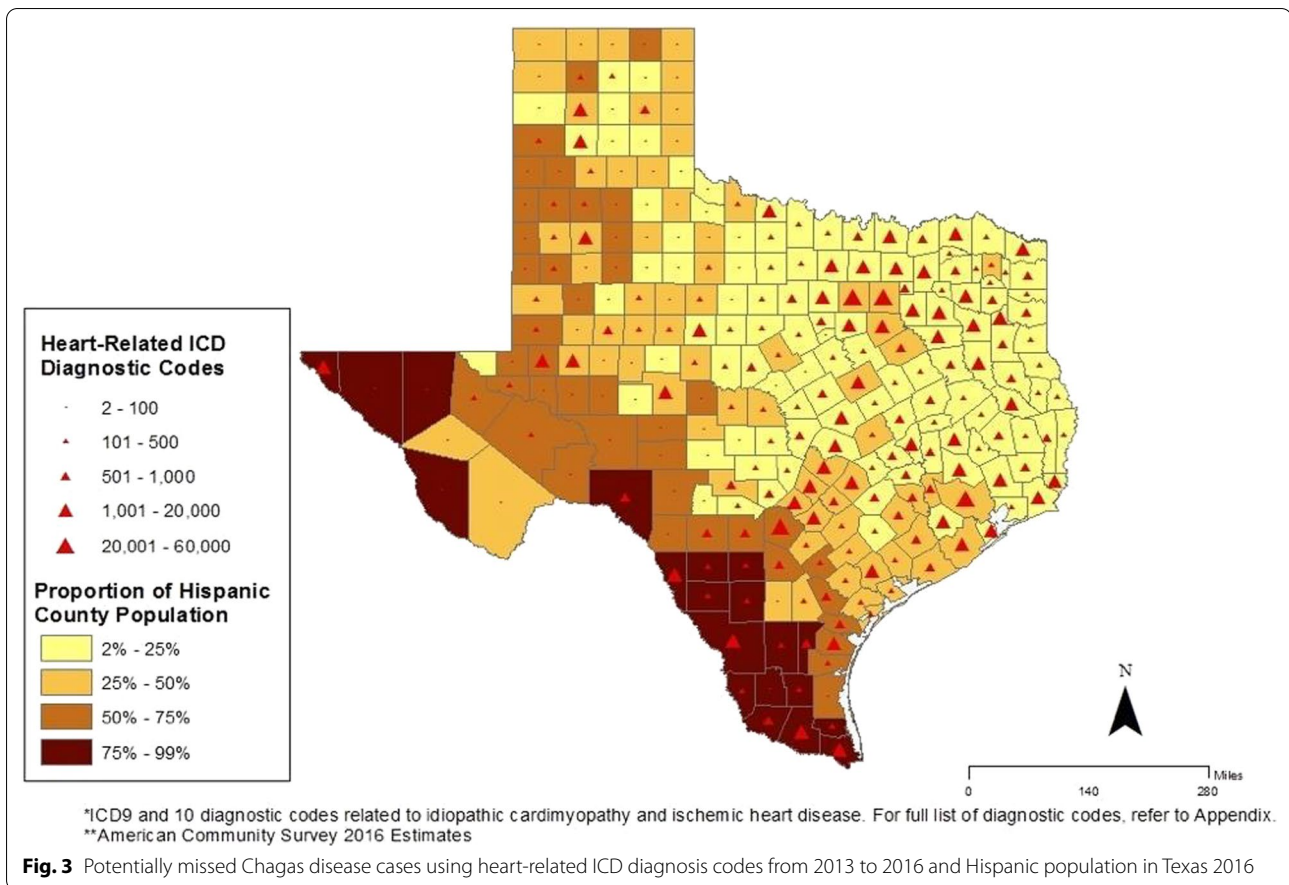 Heart-Related ICD
Diagnostic Codes
2 - 100
101 - 500
501 - 1,000
1,001 - 20,000
20,001 - 60,000
Proportion of Hispanic
County Population
2% - 25%
25% - 50%
50% - 75%
75% - 99%
N
Miles
0 140 280
*ICD9 and 10 diagnostic codes related to idiopathic cardimyopathy and ischemic heart disease. For full list of diagnostic codes, refer to Appendix.
**American Community Survey 2016 Estimates
Fig. 3 Potentially missed Chagas disease cases using heart-related ICD diagnosis codes from 2013 to 2016 and Hispanic population in Texas 2016